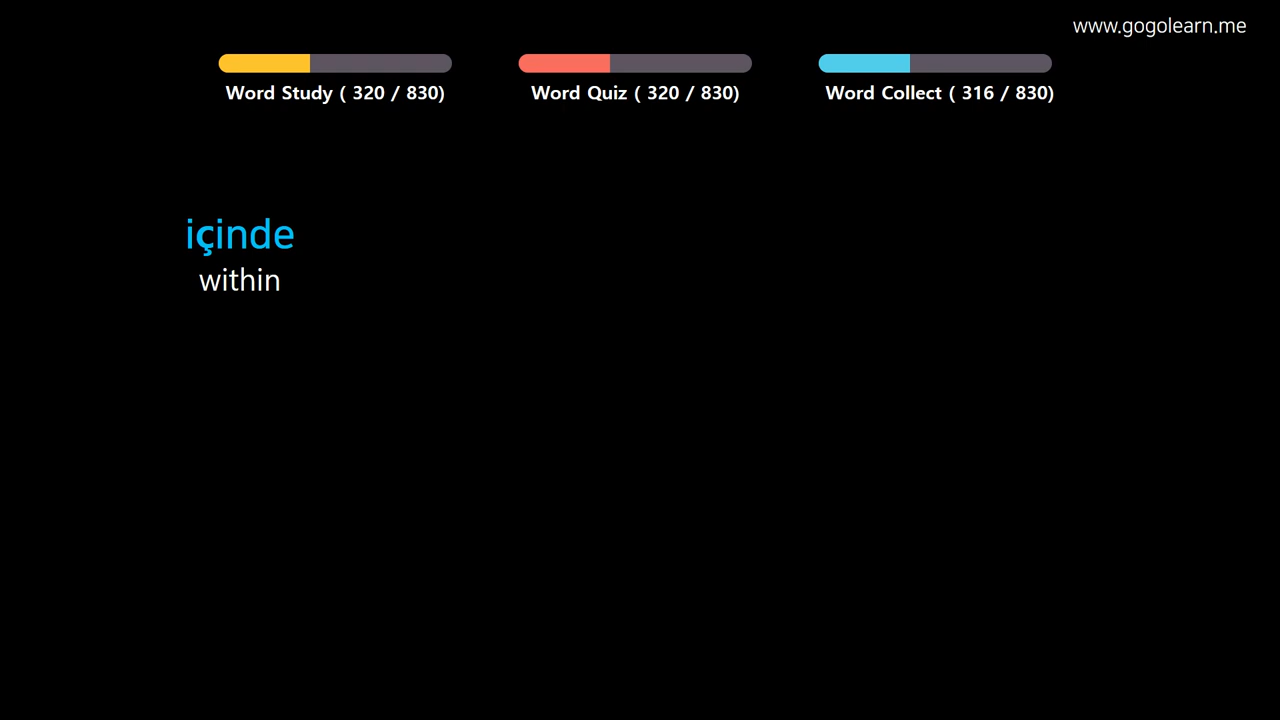 www.gogolearn.me
Word Study ( 320 / 830)
Word Quiz ( 320 / 830)
Word Collect ( 316 / 830)
içinde
within